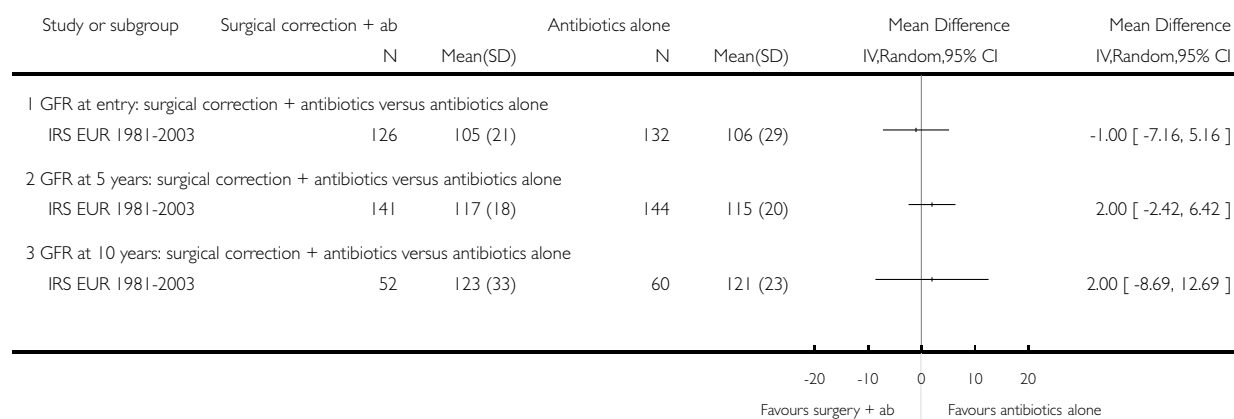 Study or subgroup Surgical correction + ab Antibiotics alone Mean Difference Mean Difference
N Mean(SD) N Mean(SD) IV,Random,95% CI IV,Random,95% CI
1 GFR at entry: surgical correction + antibiotics versus antibiotics alone
IRS EUR 1981-2003 126 105 (21) 132 106 (29) -1.00 [ -7.16, 5.16 ]
2 GFR at 5 years: surgical correction + antibiotics versus antibiotics alone
IRS EUR 1981-2003 141 117 (18) 144 115 (20) 2.00 [ -2.42, 6.42 ]
3 GFR at 10 years: surgical correction + antibiotics versus antibiotics alone
IRS EUR 1981-2003 52 123 (33) 60 121 (23) 2.00 [ -8.69, 12.69 ]
-20 -10 0 10 20
Favours surgery + ab Favours antibiotics alone